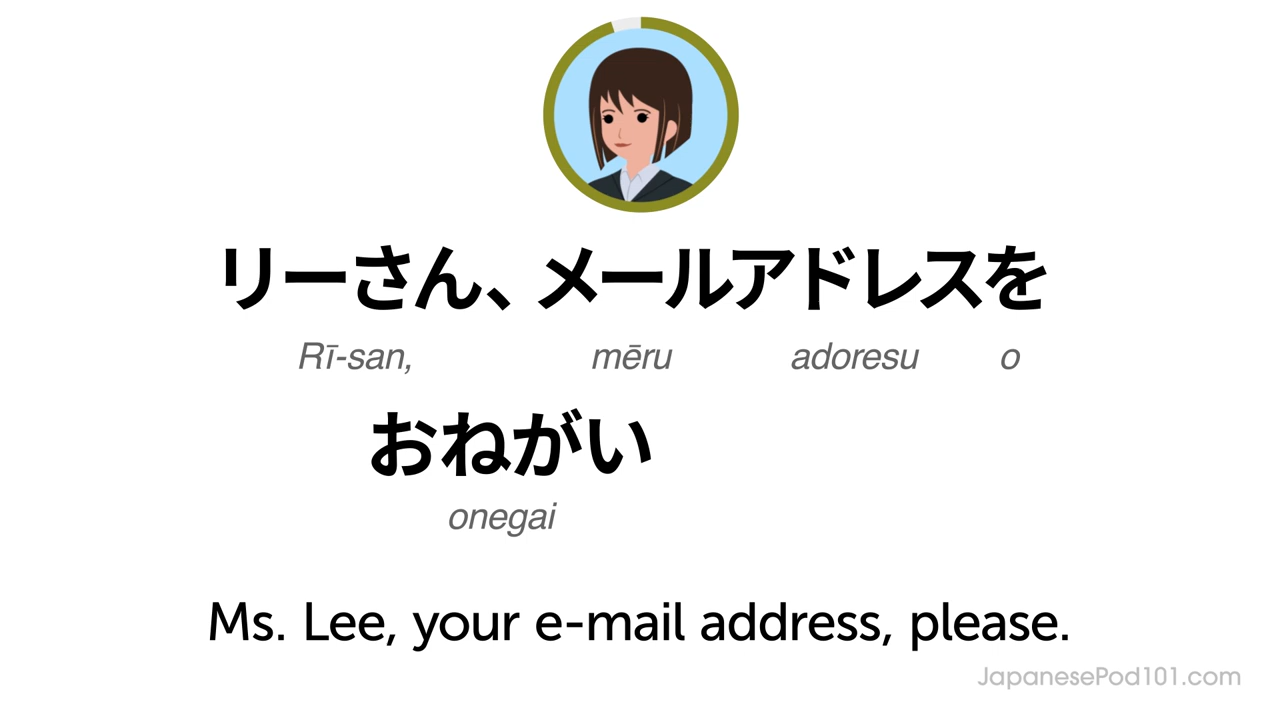 リーさん、メールアドレスを
Rī-san, mēru adoresu o
おねがい
onegai
Ms. Lee, your e-mail address, please.
JapanesePod101.com